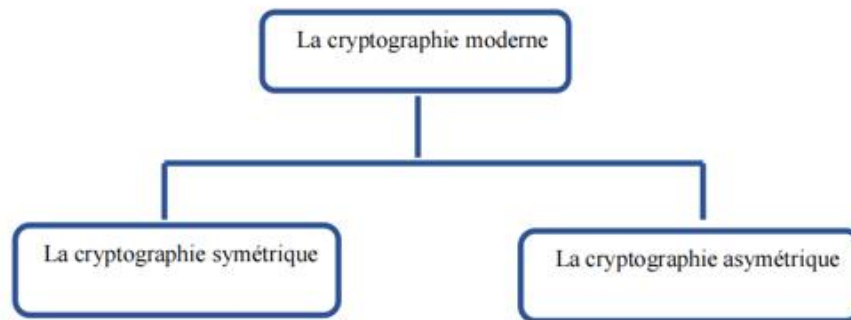 La cryptographie moderne
La cryptographie symétrique
La cryptographie asymétrique